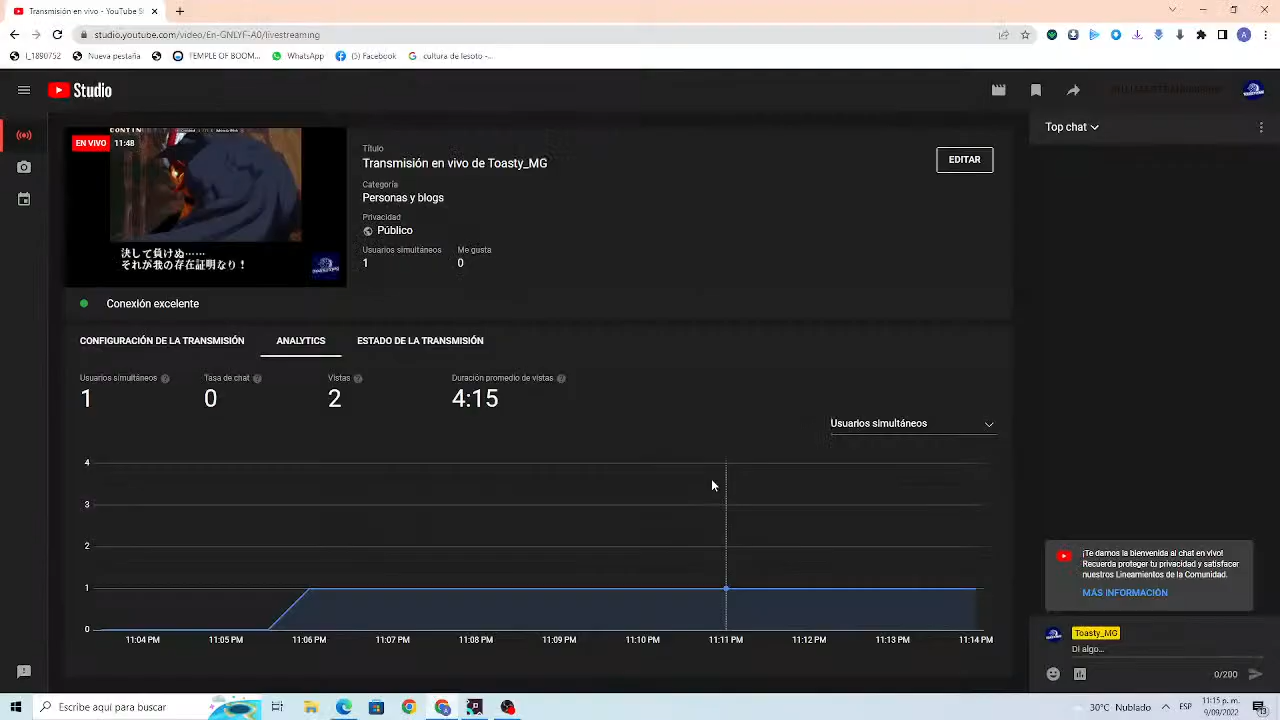 Transmisión en vivo - YouTube S
studio.youtube.com/video/En-GNLYF-A0/livestreaming
l_1890752
Nueva pestaña
TEMPLE OF BOOM...
WhatsApp
(5) Facebook
cultura de lesoto -...
A
Studio
Top chat
EN VIVO
11:48
決して負けぬ……
それが我の存在証明なり！
Título
Transmisión en vivo de Toasty_MG
EDITAR
Categoría
Personas y blogs
Privacidad
Público
Usuarios simultáneos
Me gusta
1
0
Conexión excelente
CONFIGURACIÓN DE LA TRANSMISIÓN
ANALYTICS
ESTADO DE LA TRANSMISIÓN
Usuarios simultáneos
Tasa de chat
Vistas
Duración promedio de vistas
1
0
2
4:15
Usuarios simultáneos
4
3
2
1
0
11:04 PM
11:05 PM
11:06 PM
11:07 PM
11:08 PM
11:09 PM
11:10 PM
11:11 PM
11:12 PM
11:13 PM
11:14 PM
¡Te damos la bienvenida al chat en vivo!
Recuerda proteger tu privacidad y satisfacer
nuestros Lineamientos de la Comunidad.
MÁS INFORMACIÓN
Toasty_MG
Di algo...
0/200
Escribe aquí para buscar
30°C Nublado
ESP
11:15 p.m.
9/09/2022